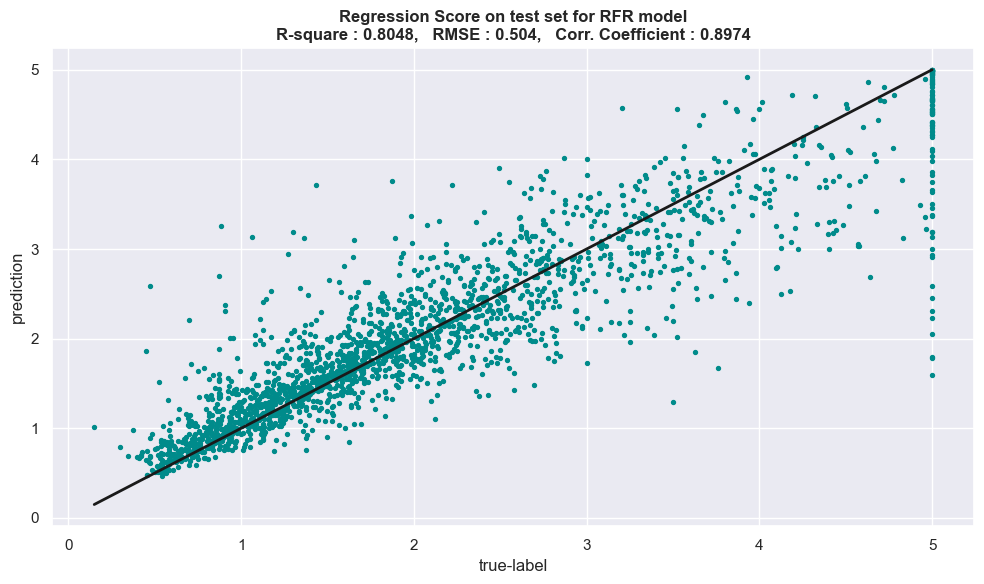 Regression Score on test set for RFR model
R-square : 0.8048,   RMSE : 0.504,   Corr. Coefficient : 0.8974
5
4
3
2
1
0
prediction
0 1 2 3 4 5
true-label